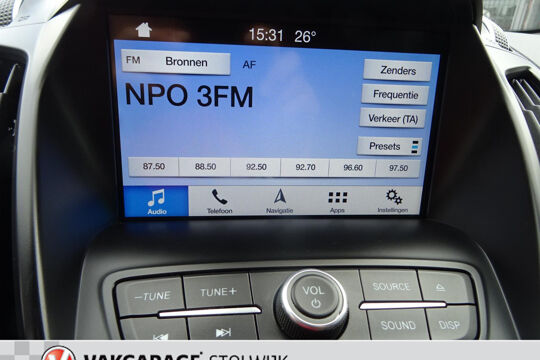 15:31 26°
FM Bronnen AF
Zenders
NPO 3FM
Frequentie
Verkeer (TA)
Presets
87.50 88.50 92.50 92.70 96.60 97.50
Audio Telefoon Navigatie Apps Instellingen
−TUNE TUNE+ VOL SOURCE
SOUND DISP
VAKGARAGE STOLWIJK